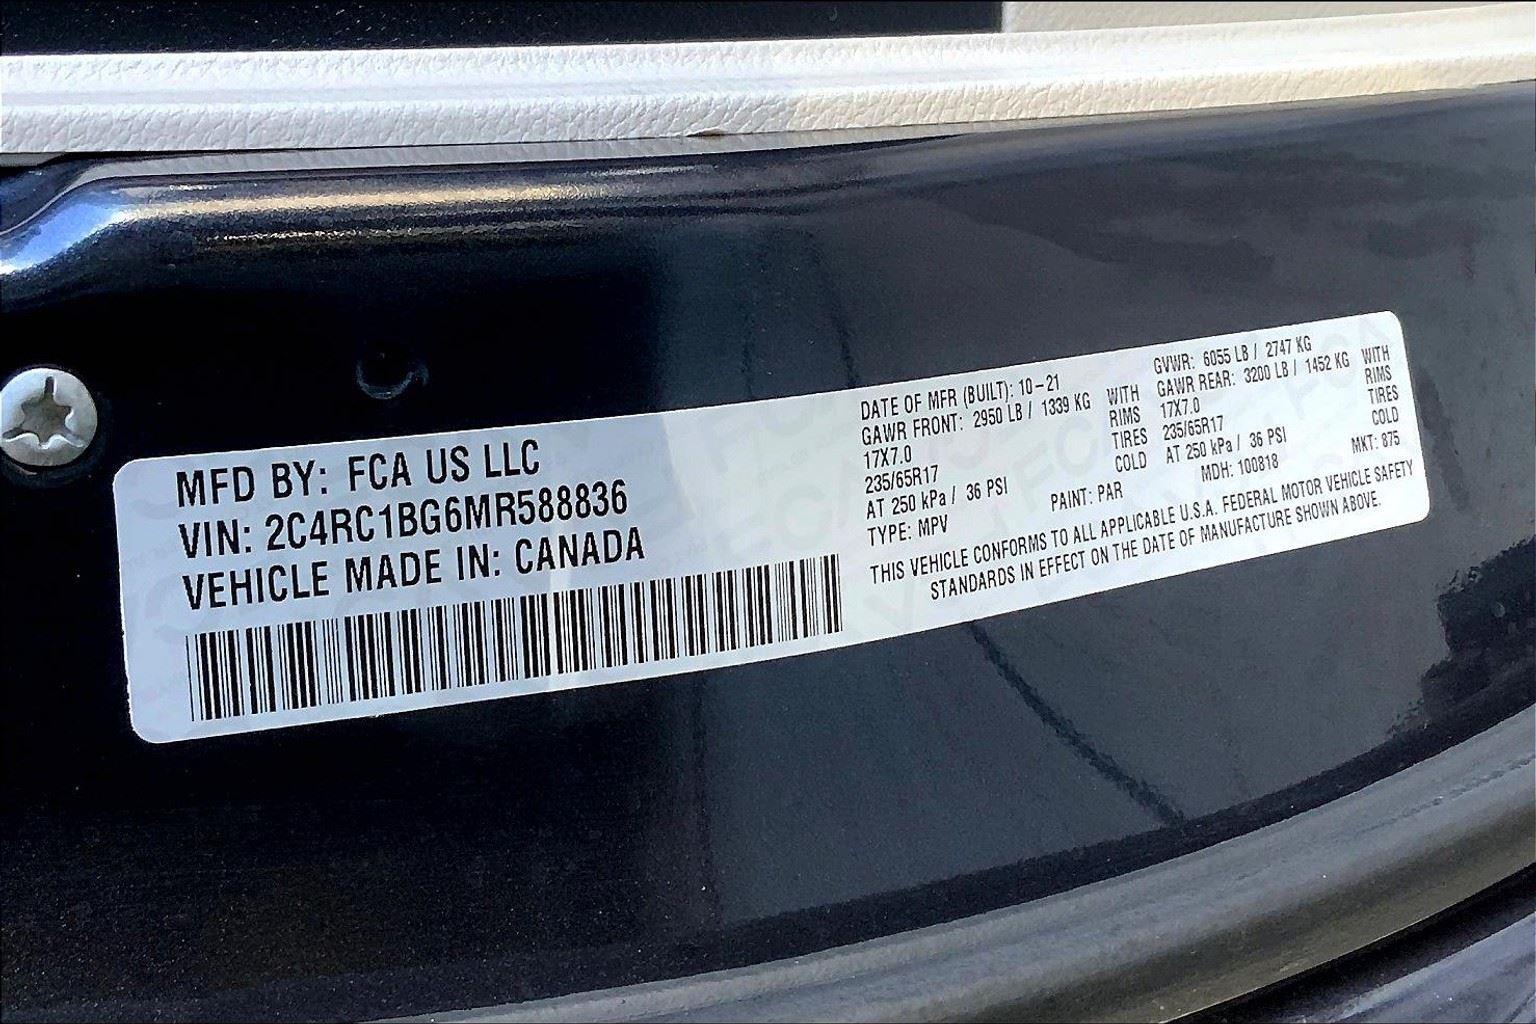 MFD BY: FCA US LLC
VIN: 2C4RC1BG6MR588836
VEHICLE MADE IN: CANADA
DATE OF MFR (BUILT): 10-21
GAWR FRONT: 2950 LB / 1339 KG WITH
17X7.0 RIMS
235/65R17 TIRES
AT 250 kPa / 36 PSI COLD
TYPE: MPV
GVWR: 6055 LB / 2747 KG
GAWR REAR: 3200 LB / 1452 KG WITH
17X7.0 RIMS
235/65R17 TIRES
AT 250 kPa / 36 PSI COLD
PAINT: PAR MDH: 100818 MKT: 875
THIS VEHICLE CONFORMS TO ALL APPLICABLE U.S.A. FEDERAL MOTOR VEHICLE SAFETY
STANDARDS IN EFFECT ON THE DATE OF MANUFACTURE SHOWN ABOVE.